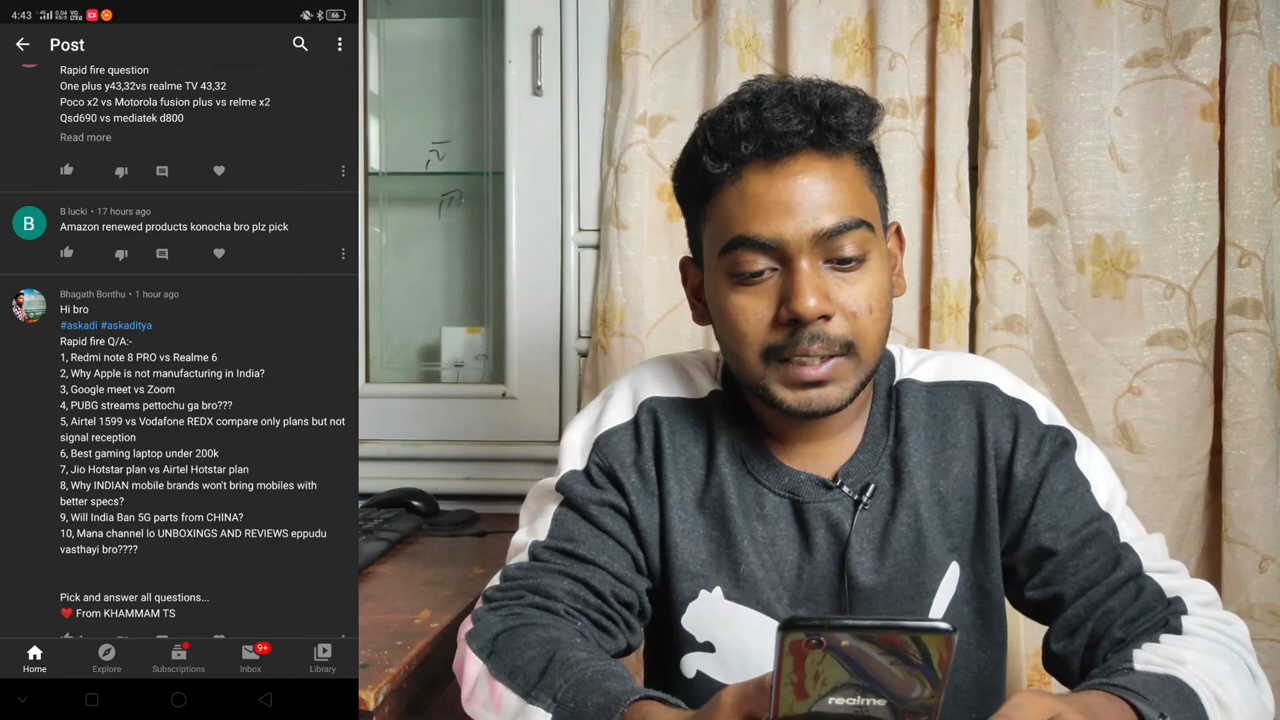 4:43
66
Post
Rapid fire question
One plus y43,32vs realme TV 43,32
Poco x2 vs Motorola fusion plus vs relme x2
Qsd690 vs mediatek d800
Read more
B
B lucki • 17 hours ago
Amazon renewed products konocha bro plz pick
Bhagath Bonthu • 1 hour ago
Hi bro
#askadi #askaditya
Rapid fire Q/A:-
1, Redmi note 8 PRO vs Realme 6
2, Why Apple is not manufacturing in India?
3, Google meet vs Zoom
4, PUBG streams pettochu ga bro???
5, Airtel 1599 vs Vodafone REDX compare only plans but not
signal reception
6, Best gaming laptop under 200k
7, Jio Hotstar plan vs Airtel Hotstar plan
8, Why INDIAN mobile brands won't bring mobiles with
better specs?
9, Will India Ban 5G parts from CHINA?
10, Mana channel lo UNBOXINGS AND REVIEWS eppudu
vasthayi bro????
Pick and answer all questions...
❤️ From KHAMMAM TS
9+
Home
Explore
Subscriptions
Inbox
Library
realme